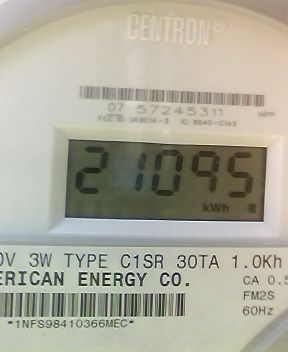 CENTRON®
07 57245311
21095
kWh
0V 3W TYPE C1SR 30TA 1.0Kh
ERICAN ENERGY CO.
CA 0.5
FM2S
60Hz
*1NFS98410366MEC*